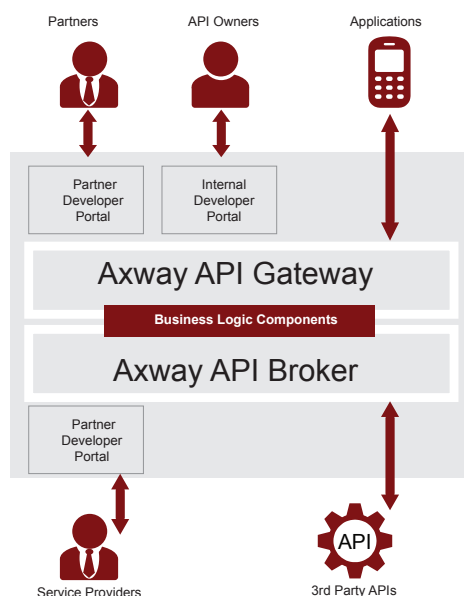 Partners
API Owners
Applications
Partner
Developer
Portal
Internal
Developer
Portal
Axway API Gateway
Business Logic Components
Axway API Broker
Partner
Developer
Portal
API
Service Providers
3rd Party APIs